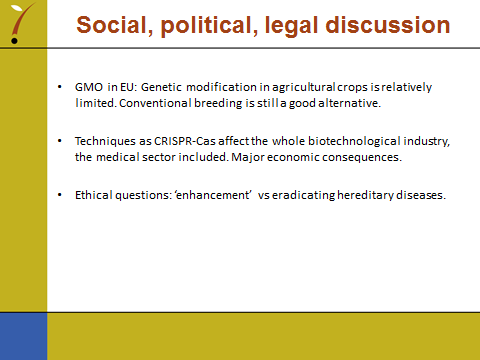 Social, political, legal discussion
• GMO in EU: Genetic modification in agricultural crops is relatively
limited. Conventional breeding is still a good alternative.
• Techniques as CRISPR-Cas affect the whole biotechnological industry,
the medical sector included. Major economic consequences.
• Ethical questions: ‘enhancement’ vs eradicating hereditary diseases.